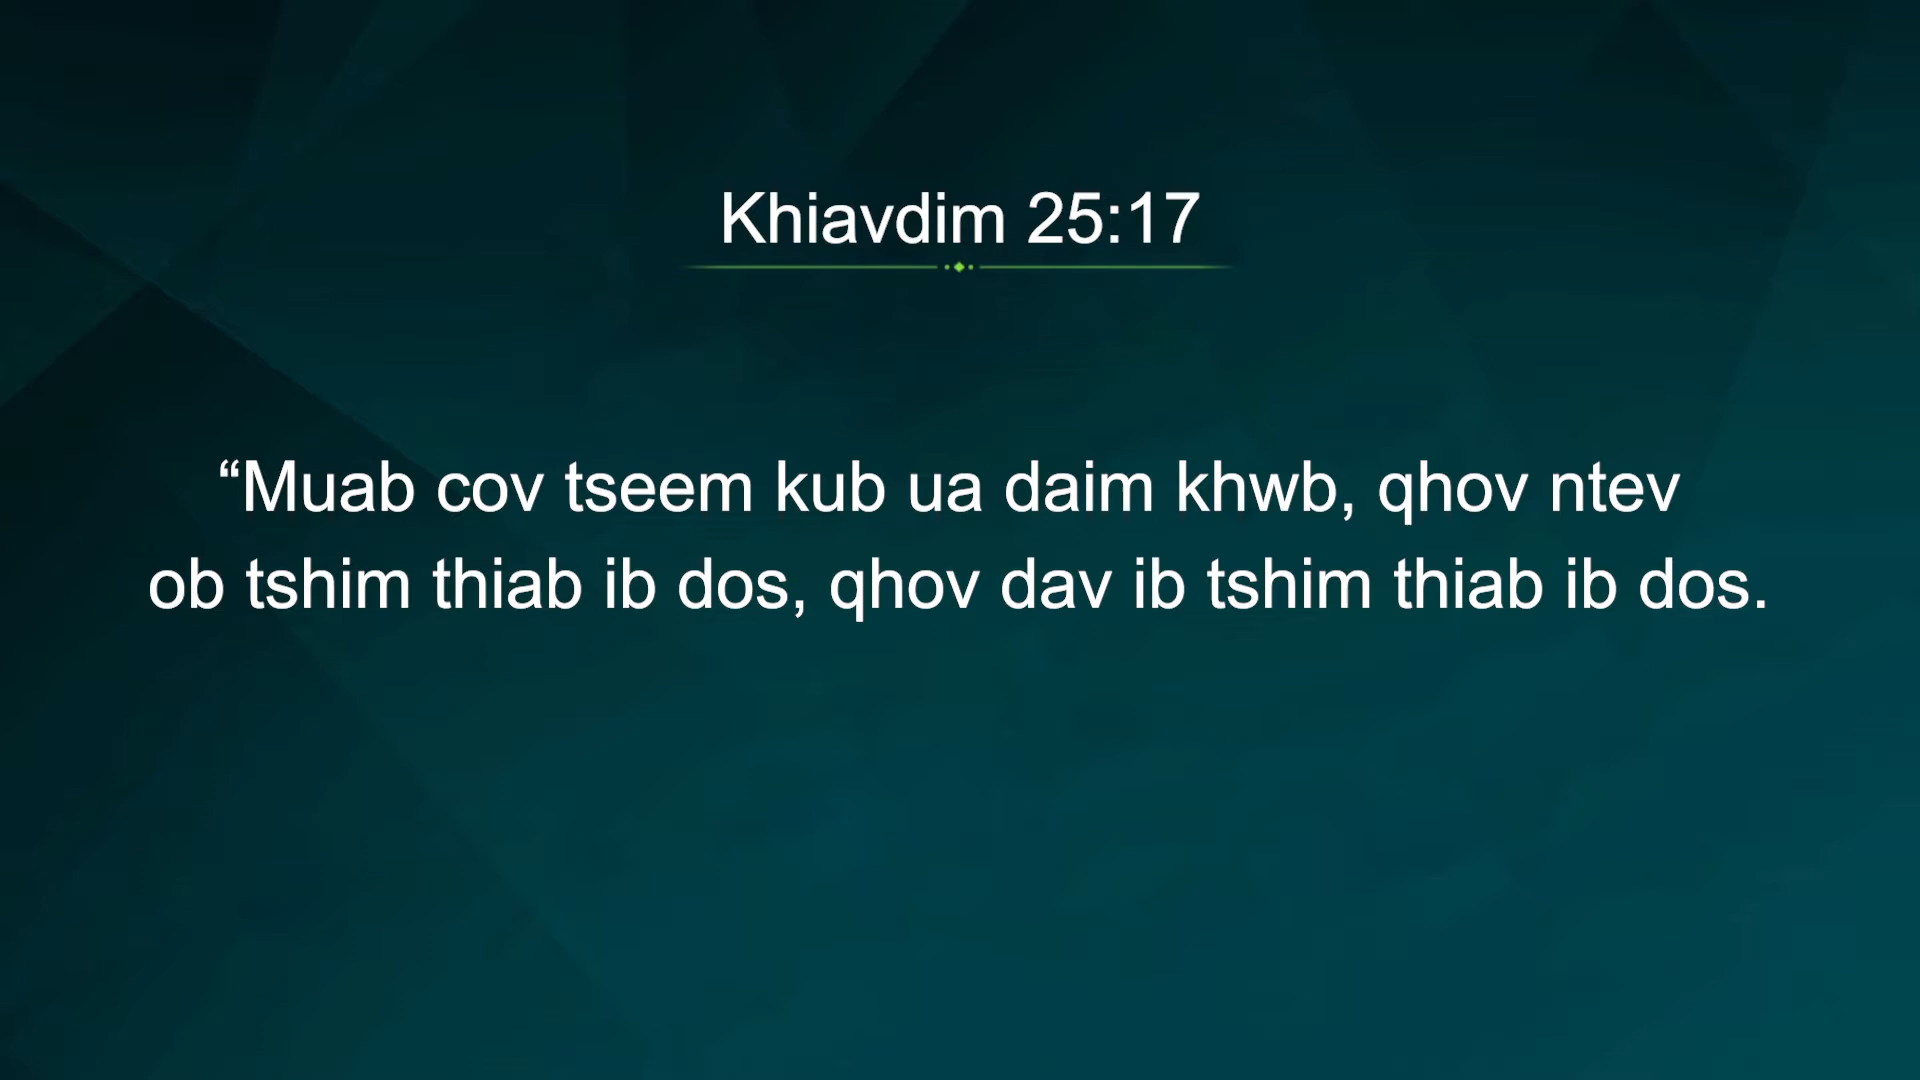 Khiavdim 25:17
“Muab cov tseem kub ua daim khwb, qhov ntev
ob tshim thiab ib dos, qhov dav ib tshim thiab ib dos.